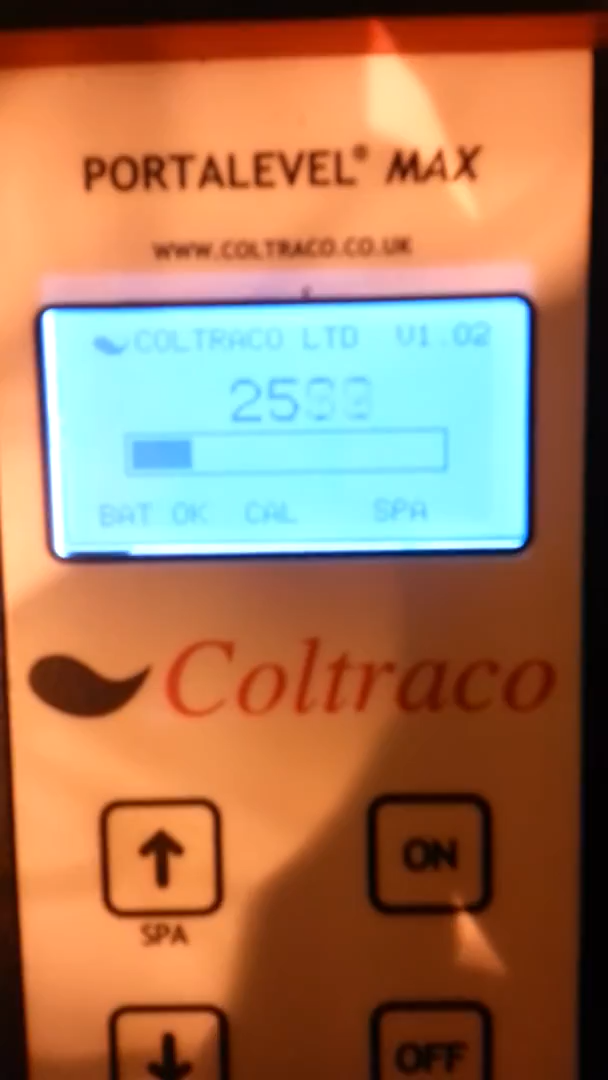 PORTALEVEL® MAX
WWW.COLTRACO.CO.UK
COLTRACO LTD V1.02
BAT OK CAL SPA
Coltraco
ON
SPA
OFF